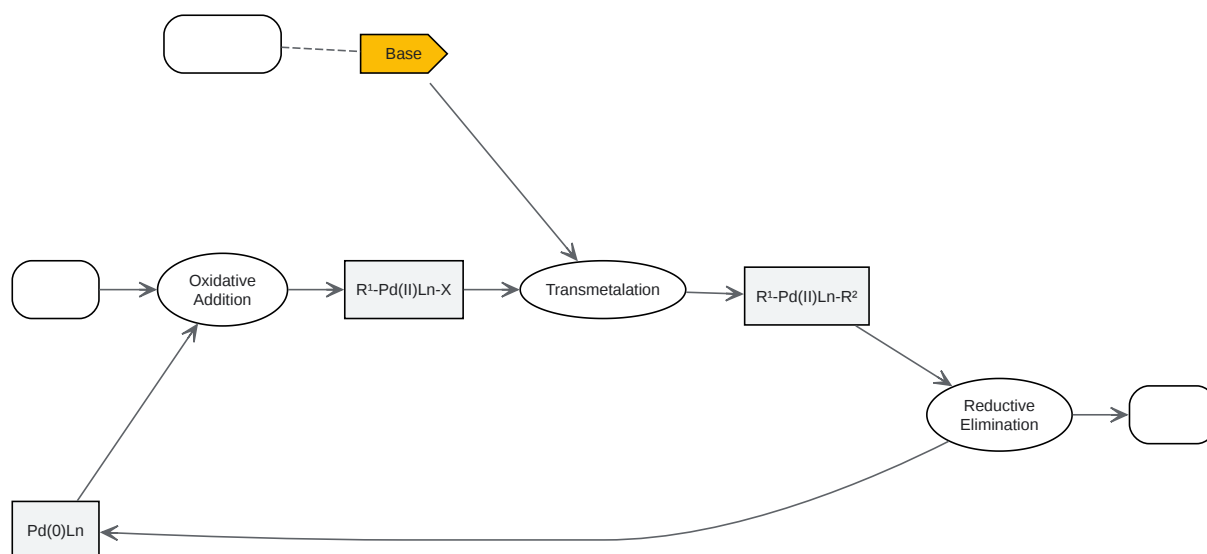 Base
Oxidative
Addition
R¹-Pd(II)Ln-X
Transmetalation
R¹-Pd(II)Ln-R²
Reductive
Elimination
Pd(0)Ln